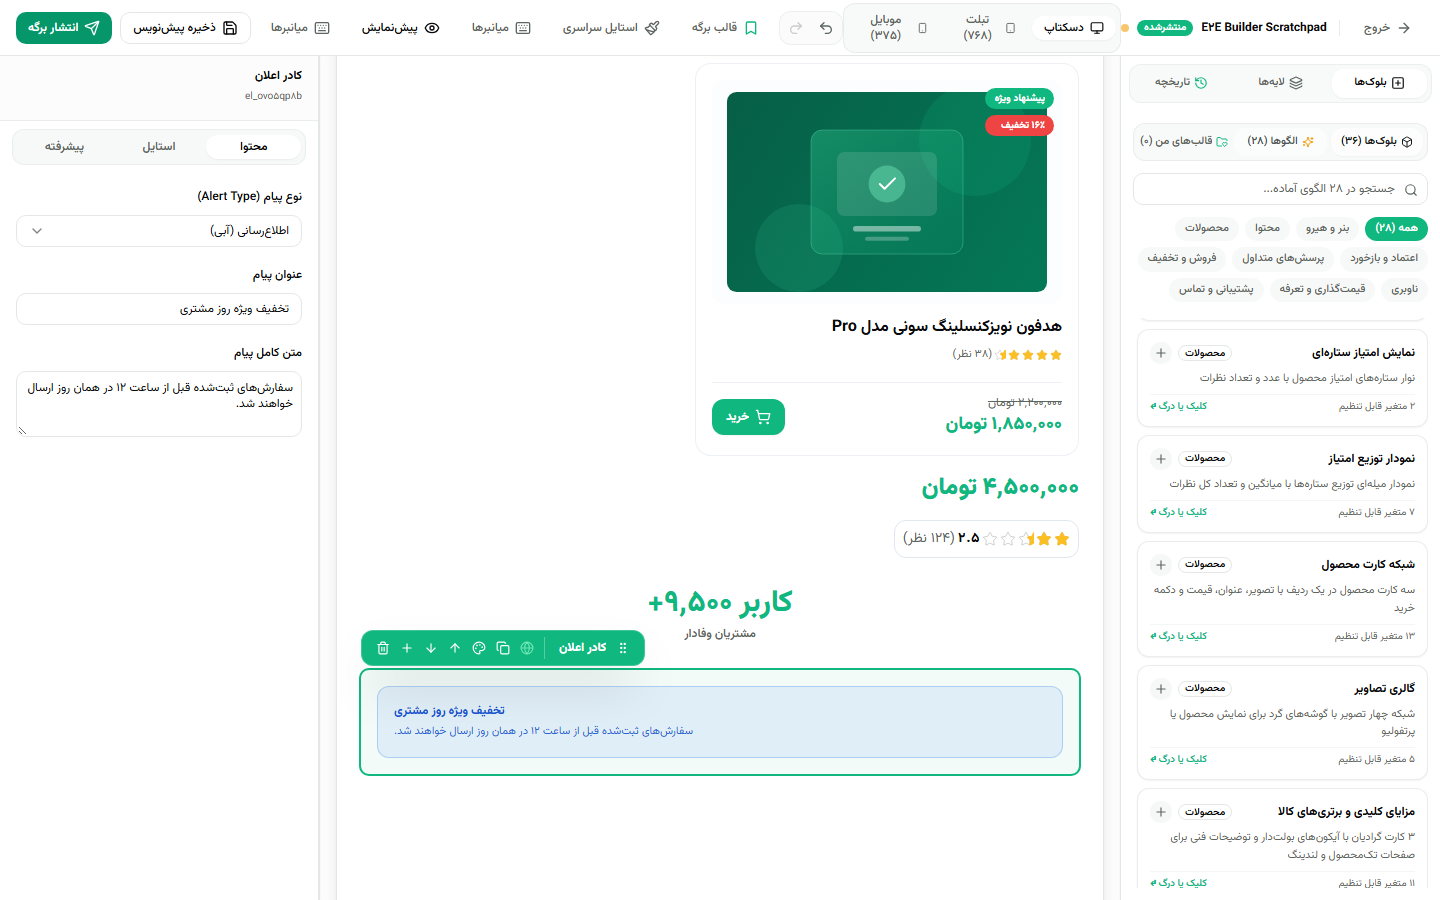 خروج
E2E Builder Scratchpad
منتشرشده
دسکتاپ
تبلت (۷۶۸)
موبایل (۳۷۵)
قالب برگه
استایل سراسری
میانبرها
پیش‌نمایش
میانبرها
ذخیره پیش‌نویس
انتشار برگه
بلوک‌ها
لایه‌ها
تاریخچه
بلوک‌ها (۳۶)
الگوها (۲۸)
قالب‌های من (۰)
جستجو در ۲۸ الگوی آماده...
همه (۲۸)
بنر و هیرو
محتوا
محصولات
اعتماد و بازخورد
پرسش‌های متداول
فروش و تخفیف
ناوبری
قیمت‌گذاری و تعرفه
پشتیبانی و تماس
نمایش امتیاز ستاره‌ای
محصولات
نوار ستاره‌های امتیاز محصول با عدد و تعداد نظرات
۲ متغیر قابل تنظیم
کلیک یا درگ
نمودار توزیع امتیاز
محصولات
نمودار میله‌ای توزیع ستاره‌ها با میانگین و تعداد کل نظرات
۷ متغیر قابل تنظیم
کلیک یا درگ
شبکه کارت محصول
محصولات
سه کارت محصول در یک ردیف با تصویر، عنوان، قیمت و دکمه
خرید
۱۳ متغیر قابل تنظیم
کلیک یا درگ
گالری تصاویر
محصولات
شبکه چهار تصویر با گوشه‌های گرد برای نمایش محصول یا
پرتفولیو
۵ متغیر قابل تنظیم
کلیک یا درگ
مزایای کلیدی و برتری‌های کالا
محصولات
۳ کارت گرادیان با آیکون‌های بولت‌دار و توضیحات فنی برای
صفحات تک‌محصول و لندینگ
۱۱ متغیر قابل تنظیم
کلیک یا درگ
پیشنهاد ویژه
۱۶٪ تخفیف
هدفون نویزکنسلینگ سونی مدل Pro
(۳۸ نظر)
۲,۲۰۰,۰۰۰ تومان
۱,۸۵۰,۰۰۰ تومان
خرید
۴,۵۰۰,۰۰۰ تومان
۲.۵ (۱۲۴ نظر)
کاربر ۹,۵۰۰+
مشتریان وفادار
کادر اعلان
تخفیف ویژه روز مشتری
سفارش‌های ثبت‌شده قبل از ساعت ۱۲ در همان روز ارسال خواهند شد.
کادر اعلان
el_ovo۵qp۸b
محتوا
استایل
پیشرفته
نوع پیام (Alert Type)
اطلاع‌رسانی (آبی)
عنوان پیام
تخفیف ویژه روز مشتری
متن کامل پیام
سفارش‌های ثبت‌شده قبل از ساعت ۱۲ در همان روز ارسال
خواهند شد.